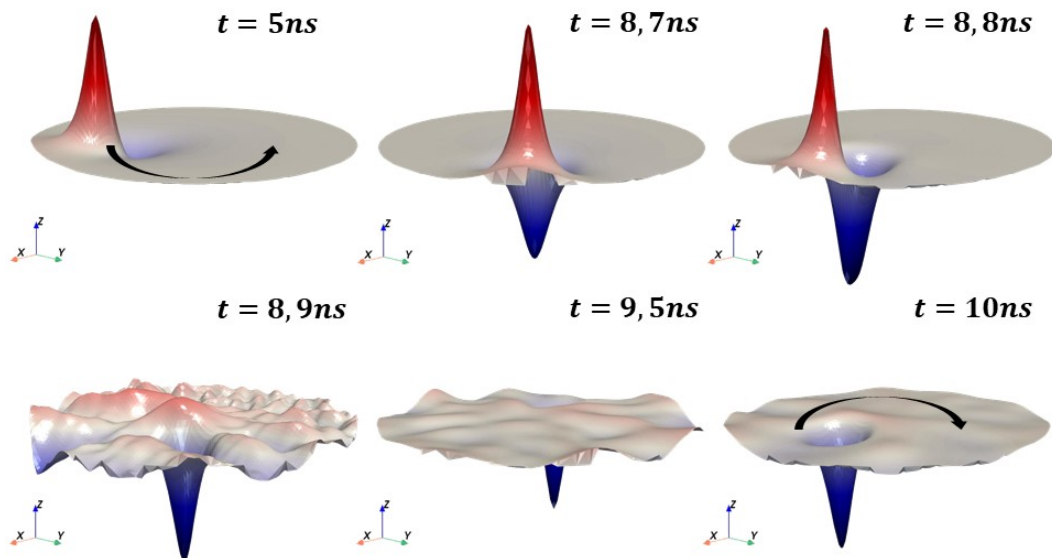 t = 5ns
t = 8,7ns
t = 8,8ns
Z
X
Y
Z
X
Y
Z
X
Y
t = 8,9ns
t = 9,5ns
t = 10ns
Z
X
Y
Z
X
Y
Z
X
Y